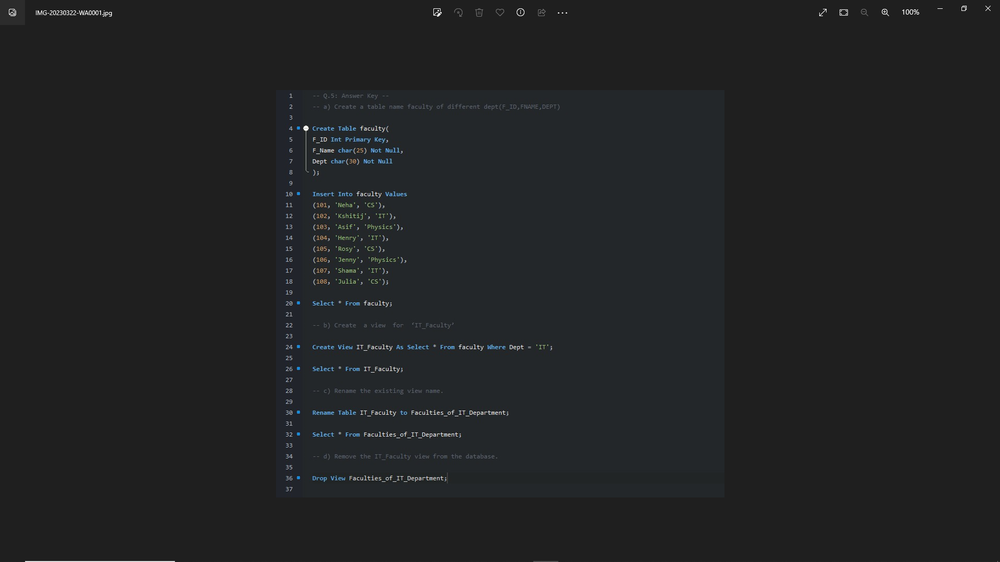 IMG-20230322-WA0001.jpg
100%
1 -- Q.5: Answer Key --
2 -- a) Create a table name faculty of different dept(F_ID,FNAME,DEPT)
3
4 Create Table faculty(
5 F_ID Int Primary Key,
6 F_Name char(25) Not Null,
7 Dept char(30) Not Null
8 );
9
10 Insert Into faculty Values
11 (101, 'Neha', 'CS'),
12 (102, 'Kshitij', 'IT'),
13 (103, 'Asif', 'Physics'),
14 (104, 'Henry', 'IT'),
15 (105, 'Rosy', 'CS'),
16 (106, 'Jenny', 'Physics'),
17 (107, 'Shama', 'IT'),
18 (108, 'Julia', 'CS');
19
20 Select * From faculty;
21
22 -- b) Create  a view  for  ‘IT_Faculty’
23
24 Create View IT_Faculty As Select * From faculty Where Dept = 'IT';
25
26 Select * From IT_Faculty;
27
28 -- c) Rename the existing view name.
29
30 Rename Table IT_Faculty to Faculties_of_IT_Department;
31
32 Select * From Faculties_of_IT_Department;
33
34 -- d) Remove the IT_Faculty view from the database.
35
36 Drop View Faculties_of_IT_Department;
37